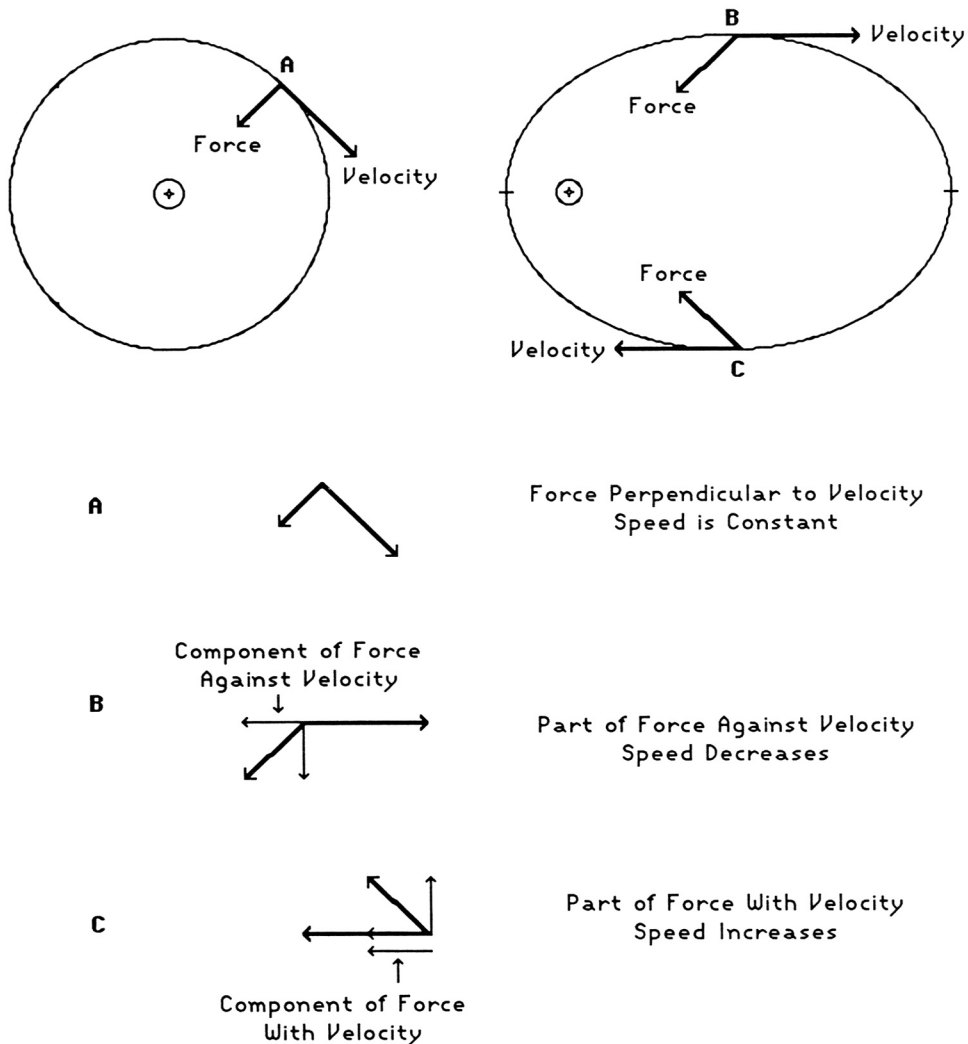 A
Force
Velocity
B
Velocity
Force
Force
Velocity
C
A
Force Perpendicular to Velocity
Speed is Constant
Component of Force
Against Velocity
B
Part of Force Against Velocity
Speed Decreases
C
Part of Force With Velocity
Speed Increases
Component of Force
With Velocity